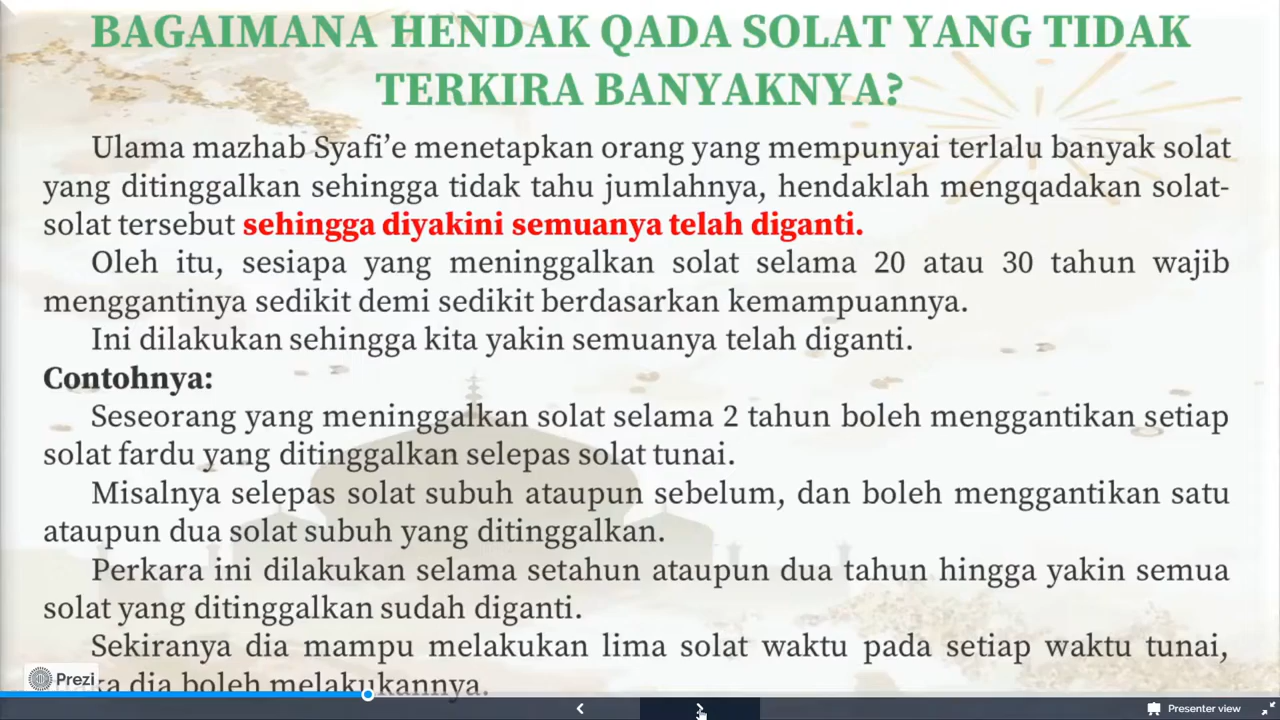 BAGAIMANA HENDAK QADA SOLAT YANG TIDAK
TERKIRA BANYAKNYA?
Ulama mazhab Syafi’e menetapkan orang yang mempunyai terlalu banyak solat
yang ditinggalkan sehingga tidak tahu jumlahnya, hendaklah mengqadakan solat-
solat tersebut sehingga diyakini semuanya telah diganti.
Oleh itu, sesiapa yang meninggalkan solat selama 20 atau 30 tahun wajib
menggantinya sedikit demi sedikit berdasarkan kemampuannya.
Ini dilakukan sehingga kita yakin semuanya telah diganti.
Contohnya:
Seseorang yang meninggalkan solat selama 2 tahun boleh menggantikan setiap
solat fardu yang ditinggalkan selepas solat tunai.
Misalnya selepas solat subuh ataupun sebelum, dan boleh menggantikan satu
ataupun dua solat subuh yang ditinggalkan.
Perkara ini dilakukan selama setahun ataupun dua tahun hingga yakin semua
solat yang ditinggalkan sudah diganti.
Sekiranya dia mampu melakukan lima solat waktu pada setiap waktu tunai,
dia boleh melakukannya.
Prezi
Presenter view